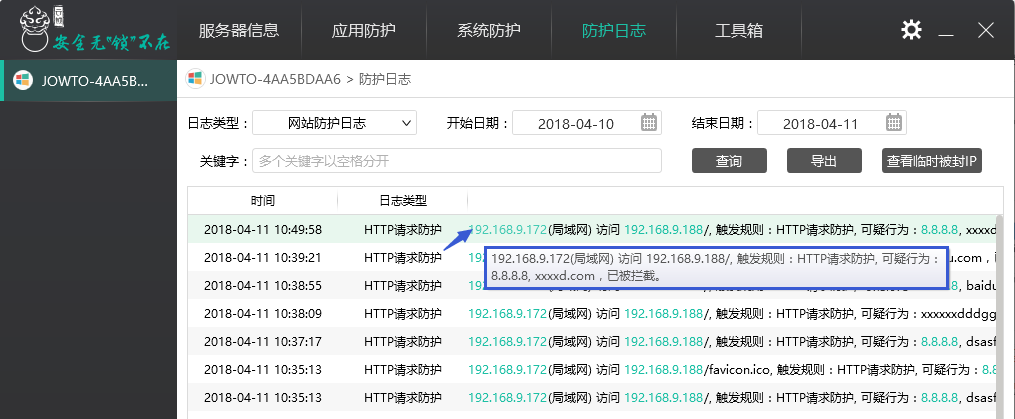 云锁
安全无"锁"不在
服务器信息 应用防护 系统防护 防护日志 工具箱
JOWTO-4AA5B...
JOWTO-4AA5BDAA6 > 防护日志
日志类型： 网站防护日志 开始日期： 2018-04-10 结束日期： 2018-04-11
关键字： 多个关键字以空格分开 查询 导出 查看临时被封IP
时间 日志类型
2018-04-11 10:49:58 HTTP请求防护 192.168.9.172(局域网) 访问 192.168.9.188/, 触发规则：HTTP请求防护, 可疑行为：8.8.8.8, xxxxd
2018-04-11 10:39:21 HTTP请求防护 19
192.168.9.172(局域网) 访问 192.168.9.188/, 触发规则：HTTP请求防护, 可疑行为：
8.8.8.8, xxxxd.com，已被拦截。
u.com，
2018-04-11 10:38:55 HTTP请求防护 baidu
2018-04-11 10:38:09 HTTP请求防护 192.168.9.172(局域网) 访问 192.168.9.188/, 触发规则：HTTP请求防护, 可疑行为：xxxxxxdddgg
2018-04-11 10:37:17 HTTP请求防护 192.168.9.172(局域网) 访问 192.168.9.188/, 触发规则：HTTP请求防护, 可疑行为：8.8.8.8, dsasf
2018-04-11 10:35:13 HTTP请求防护 192.168.9.172(局域网) 访问 192.168.9.188/favicon.ico, 触发规则：HTTP请求防护, 可疑行为：8.8
2018-04-11 10:35:13 HTTP请求防护 192.168.9.172(局域网) 访问 192.168.9.188/, 触发规则：HTTP请求防护, 可疑行为：8.8.8.8, dsasf